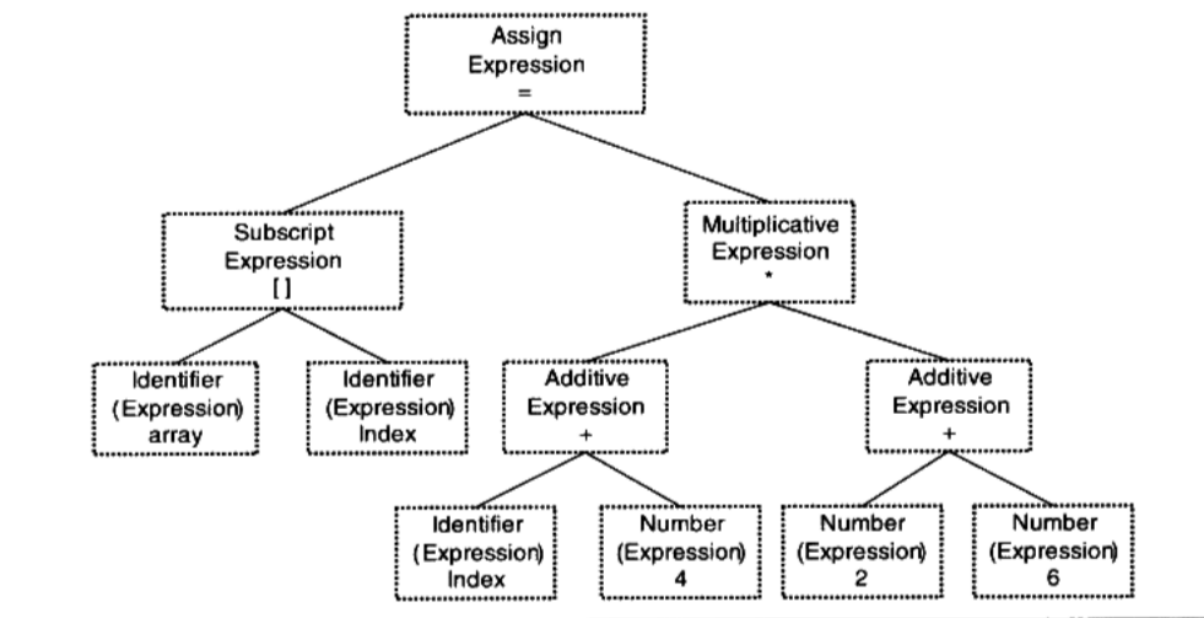 Assign
Expression
=
Subscript
Expression
[ ]
Multiplicative
Expression
*
Identifier
(Expression)
array
Identifier
(Expression)
Index
Additive
Expression
+
Additive
Expression
+
Identifier
(Expression)
Index
Number
(Expression)
4
Number
(Expression)
2
Number
(Expression)
6